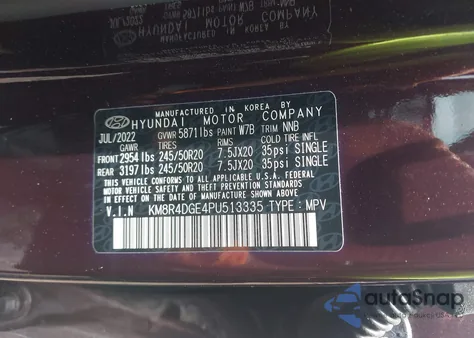 MANUFACTURED IN KOREA BY
HYUNDAI MOTOR COMPANY
JUL/2022 GVWR 5871lbs PAINT W7B TRIM NNB
GAWR TIRES RIMS COLD TIRE INFL
FRONT 2954 lbs 245/50R20 7.5JX20 35psi SINGLE
REAR 3197 lbs 245/50R20 7.5JX20 35psi SINGLE
THIS VEHICLE CONFORMS TO ALL APPLICABLE U.S. FEDERAL
MOTOR VEHICLE SAFETY AND THEFT PREVENTION STANDARDS
IN EFFECT ON THE DATE OF MANUFACTURE SHOWN ABOVE.
V.I.N KM8R4DGE4PU513335 TYPE : MPV
autoSnap